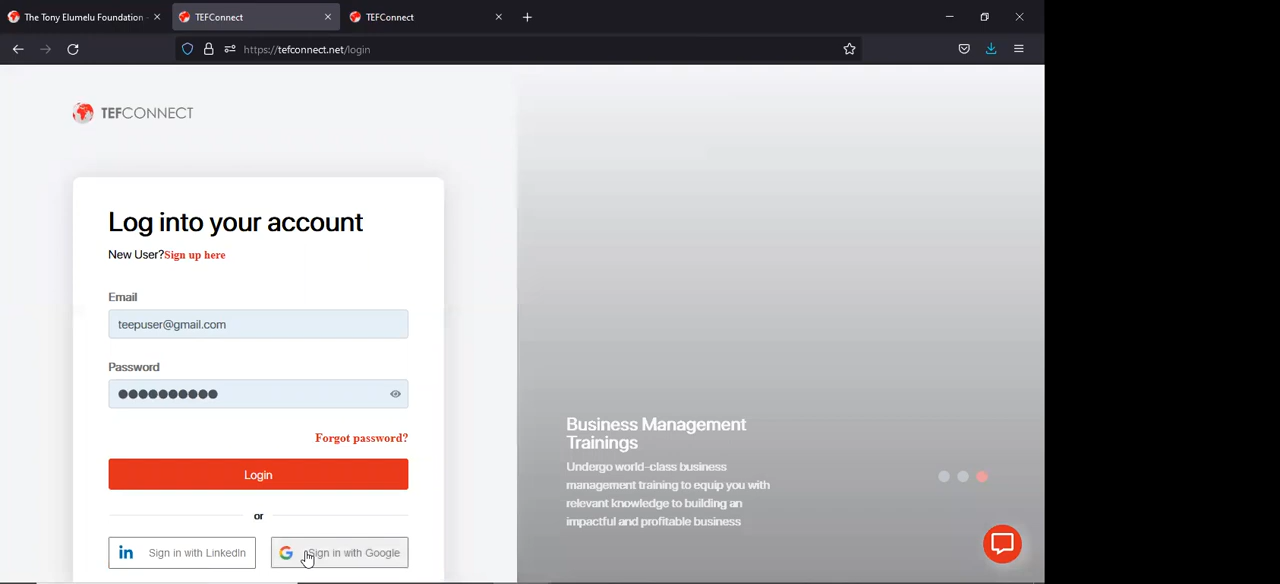 The Tony Elumelu Foundation -
TEFConnect
TEFConnect
https://tefconnect.net/login
TEFCONNECT
Log into your account
New User?Sign up here
Email
teepuser@gmail.com
Password
Forgot password?
Login
or
Sign in with LinkedIn
Sign in with Google
Business Management
Trainings
Undergo world-class business
management training to equip you with
relevant knowledge to building an
impactful and profitable business